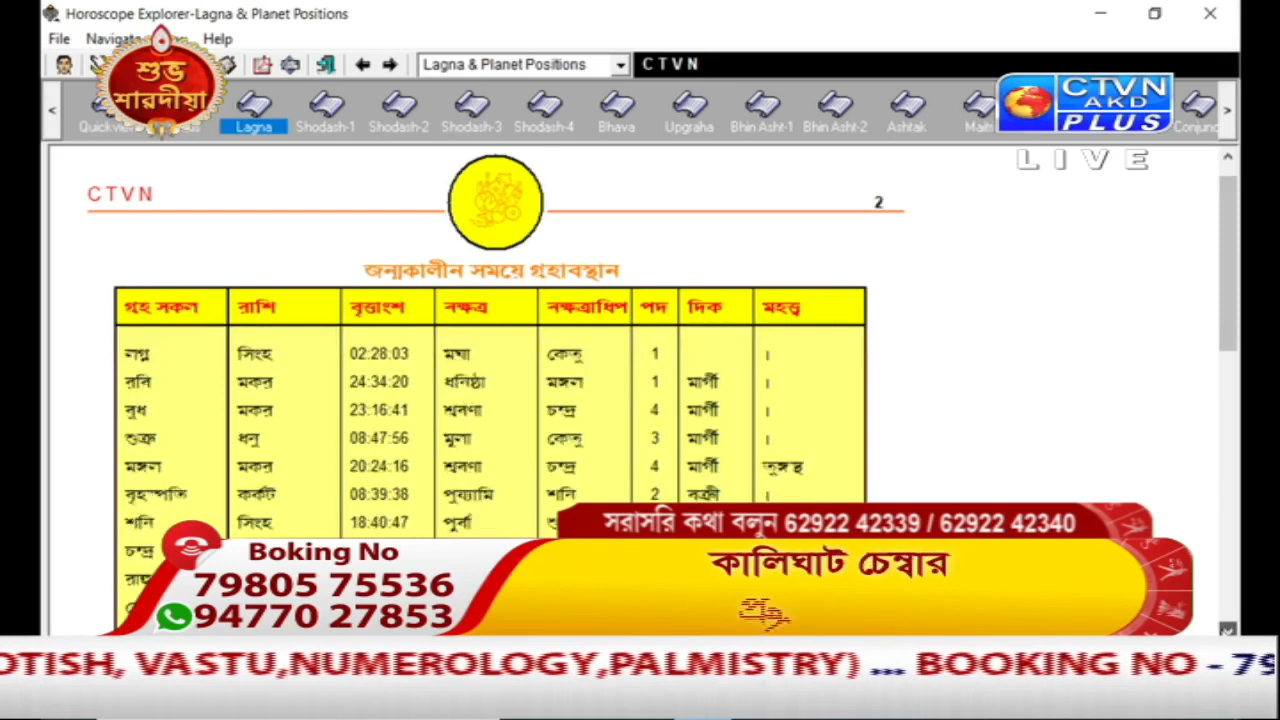 Horoscope Explorer-Lagna & Planet Positions
File Help
শুভ
শারদীয়া
Lagna & Planet Positions
CTVN
Lagna Shodash-1 Shodash-2 Shodash-3 Shodash-4 Bhava Upgraha Bhin Asht-1 Bhin Asht-2 Ashtak
CTVN
AKD
PLUS
LIVE
CTVN
2
জন্মকালীন সময়ে গৃহাবস্থান
গৃহ সকল রাশি বৃত্তাংশ নক্ষত্র নক্ষত্রাধিপ পদ দিক মহত্ত্ব
লগ্ন সিংহ 02:28:03 মঘা কেতু 1 ।
রবি মকর 24:34:20 ধনিষ্ঠা মঙ্গল 1 মার্গী ।
বুধ মকর 23:16:41 শ্রবণা চন্দ্র 4 মার্গী ।
শুক্র ধনু 08:47:56 মুলা কেতু 3 মার্গী ।
মঙ্গল মকর 20:24:16 শ্রবণা চন্দ্র 4 মার্গী তুঙ্গস্থ
বৃহস্পতি কর্কট 08:39:38 পুষ্যামি শনি 2 বক্রী ।
শনি সিংহ 18:40:47 পুর্বা
চন্দ্র
সরাসরি কথা বলুন 62922 42339 / 62922 42340
Boking No
79805 75536
94770 27853
কালিঘাট চেম্বার
OTISH, VASTU,NUMEROLOGY,PALMISTRY) ... BOOKING NO - 79